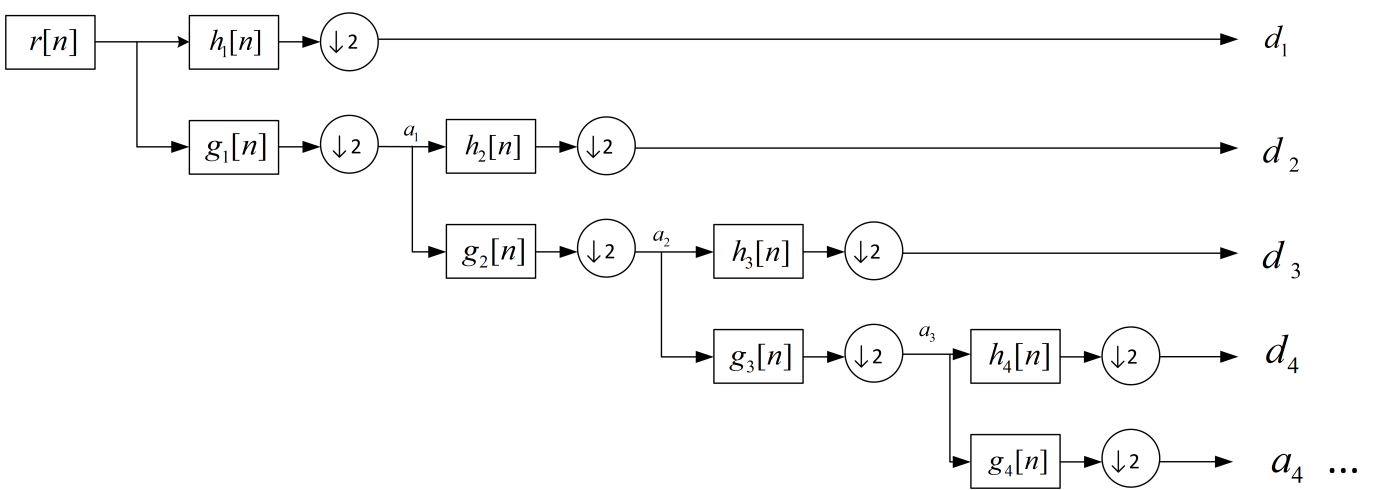 r[n] h₁[n] ↓2 d₁
g₁[n] ↓2 a₁ h₂[n] ↓2 d₂
g₂[n] ↓2 a₂ h₃[n] ↓2 d₃
g₃[n] ↓2 a₃ h₄[n] ↓2 d₄
g₄[n] ↓2 a₄ ...